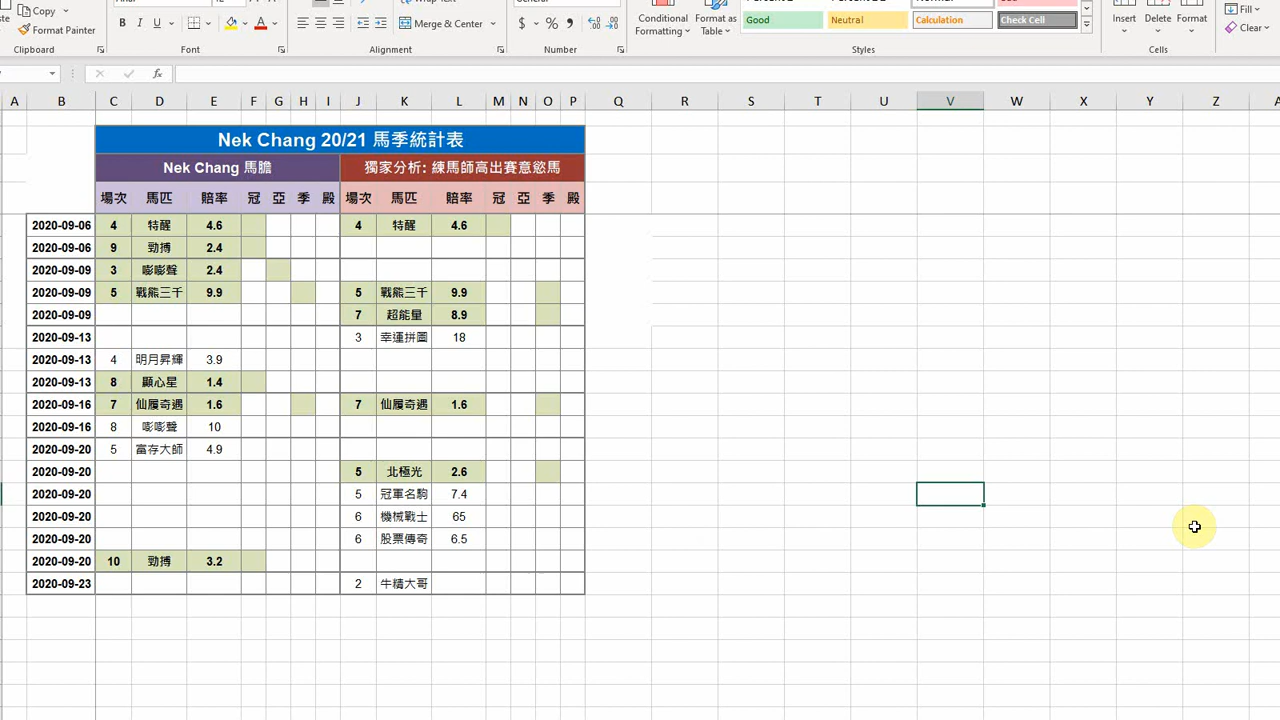 Copy
Format Painter
Clipboard
B I U
A
Font
Wrap Text
Merge & Center
Alignment
General
$ % ,
Number
Conditional Formatting
Format as Table
Good Neutral Calculation Check Cell
Styles
Insert Delete Format
Cells
Fill
Clear
fx
A B C D E F G H I J K L M N O P Q R S T U V W X Y Z
Nek Chang 20/21 馬季統計表
Nek Chang 馬膽 獨家分析: 練馬師高出賽意慾馬
場次 馬匹 賠率 冠 亞 季 殿 場次 馬匹 賠率 冠 亞 季 殿
2020-09-06 4 特醒 4.6 4 特醒 4.6
2020-09-06 9 勁搏 2.4
2020-09-09 3 嘭嘭聲 2.4
2020-09-09 5 戰熊三千 9.9 5 戰熊三千 9.9
2020-09-09 7 超能量 8.9
2020-09-13 3 幸運拼圖 18
2020-09-13 4 明月昇輝 3.9
2020-09-13 8 顯心星 1.4
2020-09-16 7 仙履奇遇 1.6 7 仙履奇遇 1.6
2020-09-16 8 嘭嘭聲 10
2020-09-20 5 富存大師 4.9
2020-09-20 5 北極光 2.6
2020-09-20 5 冠軍名駒 7.4
2020-09-20 6 機械戰士 65
2020-09-20 6 股票傳奇 6.5
2020-09-20 10 勁搏 3.2
2020-09-23 2 牛精大哥